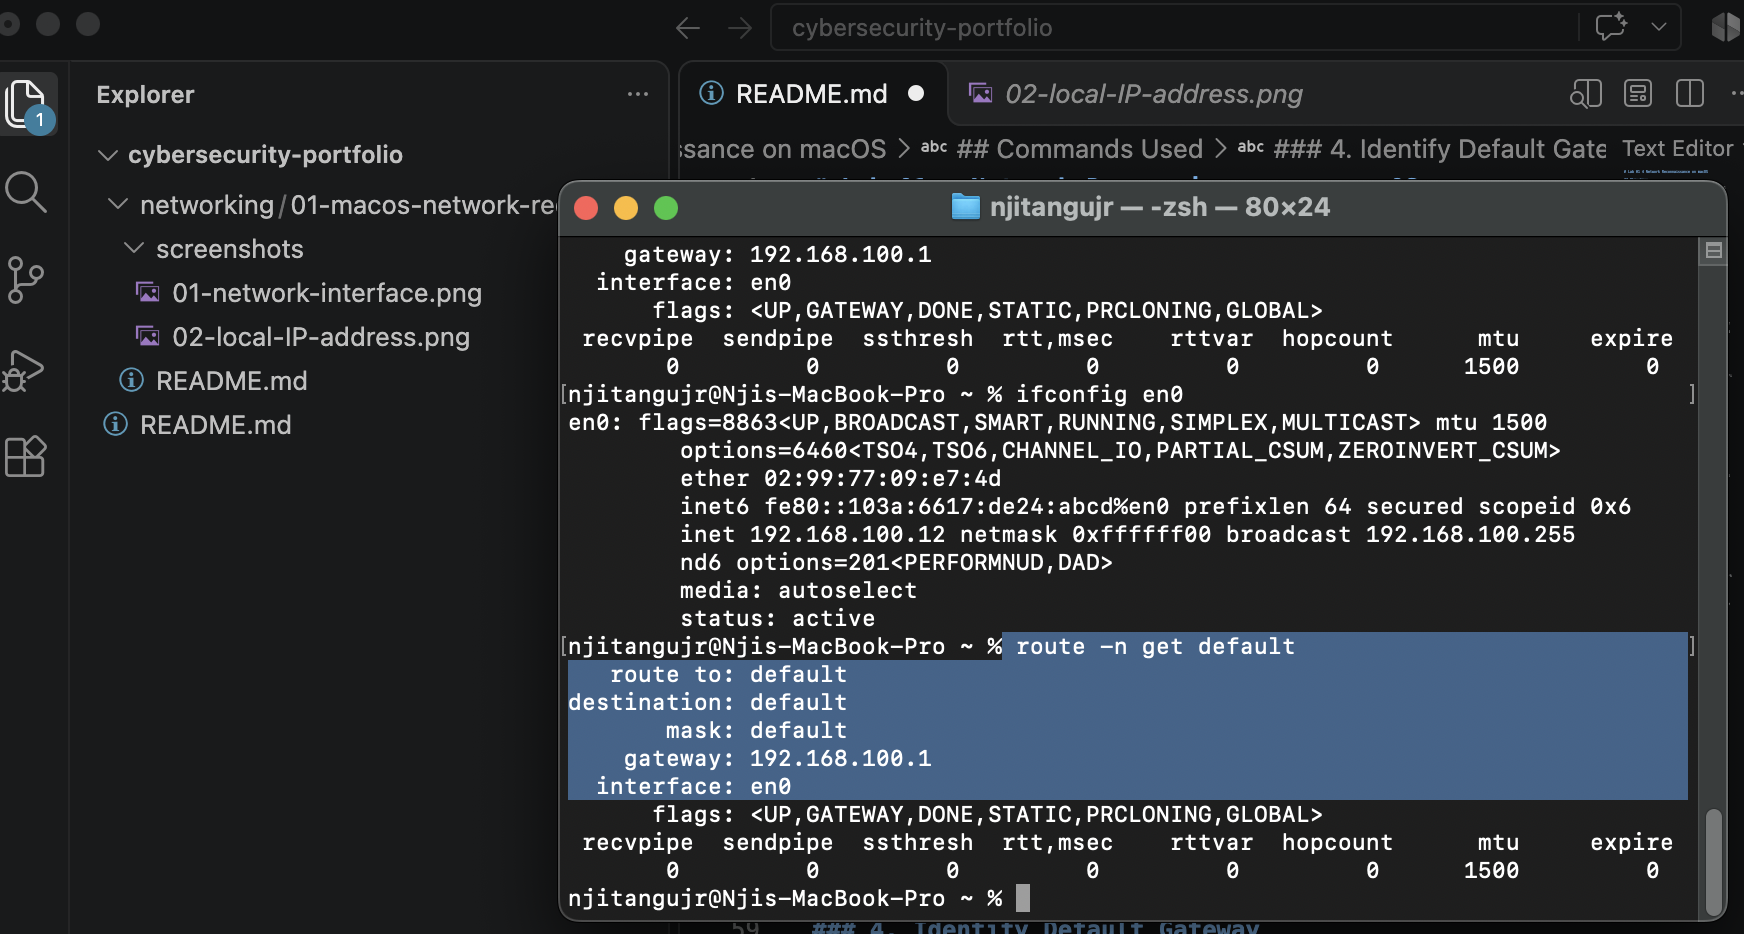 cybersecurity-portfolio
Explorer
1
cybersecurity-portfolio
networking/01-macos-network-re
screenshots
01-network-interface.png
02-local-IP-address.png
README.md
README.md
README.md
02-local-IP-address.png
ssance on macOS > abc ## Commands Used > abc ### 4. Identify Default Gate
Text Editor
njitangujr — -zsh — 80×24
gateway: 192.168.100.1
interface: en0
flags: <UP,GATEWAY,DONE,STATIC,PRCLONING,GLOBAL>
recvpipe sendpipe ssthresh rtt,msec rttvar hopcount mtu expire
0 0 0 0 0 0 1500 0
[njitangujr@Njis-MacBook-Pro ~ % ifconfig en0 ]
en0: flags=8863<UP,BROADCAST,SMART,RUNNING,SIMPLEX,MULTICAST> mtu 1500
options=6460<TSO4,TSO6,CHANNEL_IO,PARTIAL_CSUM,ZEROINVERT_CSUM>
ether 02:99:77:09:e7:4d
inet6 fe80::103a:6617:de24:abcd%en0 prefixlen 64 secured scopeid 0x6
inet 192.168.100.12 netmask 0xffffff00 broadcast 192.168.100.255
nd6 options=201<PERFORMNUD,DAD>
media: autoselect
status: active
[njitangujr@Njis-MacBook-Pro ~ % route -n get default ]
route to: default
destination: default
mask: default
gateway: 192.168.100.1
interface: en0
flags: <UP,GATEWAY,DONE,STATIC,PRCLONING,GLOBAL>
recvpipe sendpipe ssthresh rtt,msec rttvar hopcount mtu expire
0 0 0 0 0 0 1500 0
njitangujr@Njis-MacBook-Pro ~ %
59 ### 4. Identify Default Gateway